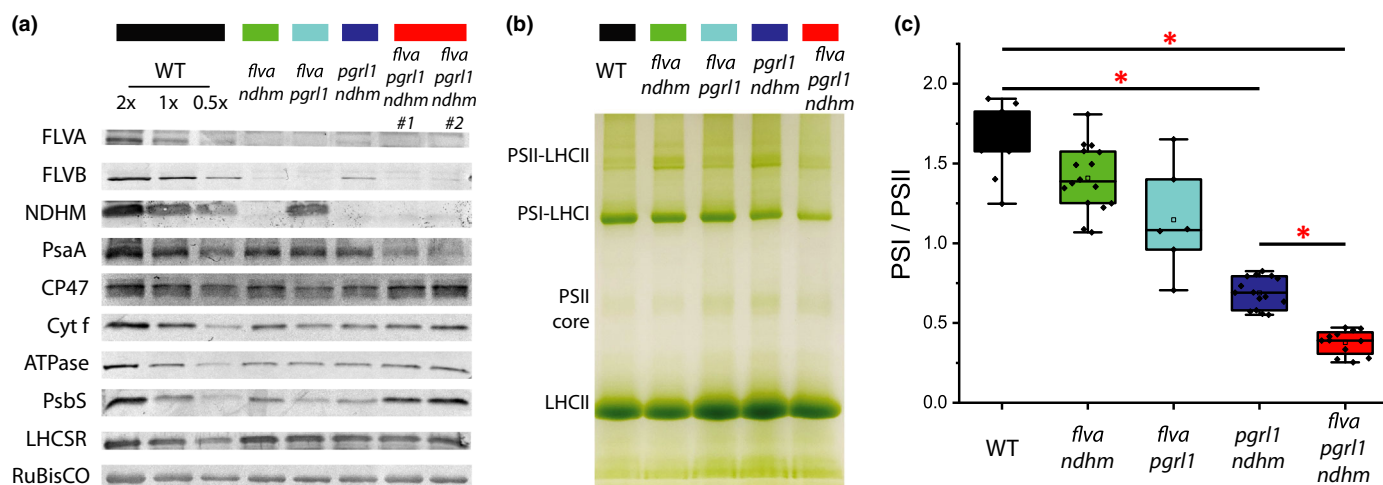 (a)
WT
2x 1x 0.5x
flva
ndhm
flva
pgrl1
pgrl1
ndhm
flva
pgrl1
ndhm
#1
flva
pgrl1
ndhm
#2
FLVA
FLVB
NDHM
PsaA
CP47
Cyt f
ATPase
PsbS
LHCSR
RuBisCO
(b)
WT
flva
ndhm
flva
pgrl1
pgrl1
ndhm
flva
pgrl1
ndhm
PSII-LHCII
PSI-LHCI
PSII
core
LHCII
(c)
PSI / PSII
2.0
1.5
1.0
0.5
0.0
*
*
*
WT
flva
ndhm
flva
pgrl1
pgrl1
ndhm
flva
pgrl1
ndhm